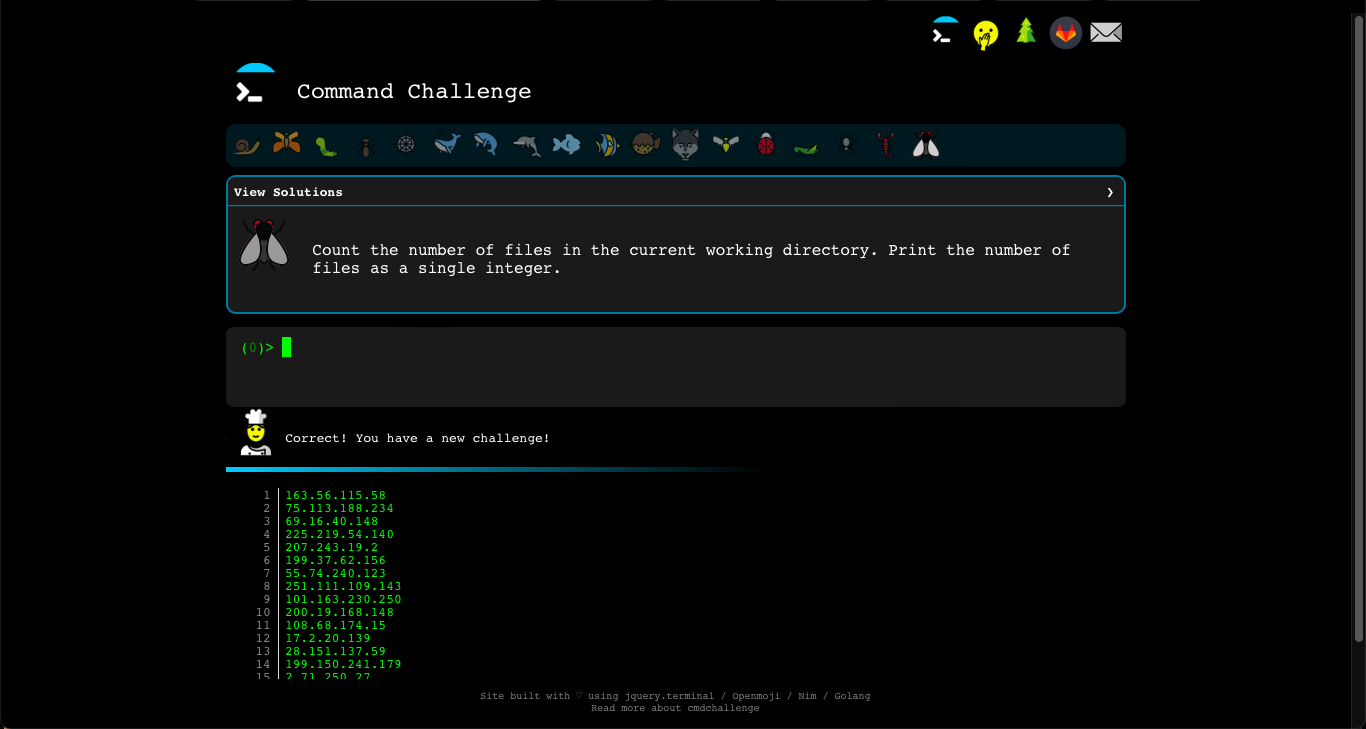 Command Challenge
View Solutions ❯
Count the number of files in the current working directory. Print the number of
files as a single integer.
(0)>
Correct! You have a new challenge!
1 163.56.115.58
2 75.113.188.234
3 69.16.40.148
4 225.219.54.140
5 207.243.19.2
6 199.37.62.156
7 55.74.240.123
8 251.111.109.143
9 101.163.230.250
10 200.19.168.148
11 108.68.174.15
12 17.2.20.139
13 28.151.137.59
14 199.150.241.179
15 2.71.250.27
Site built with ♡ using jquery.terminal / Openmoji / Nim / Golang
Read more about cmdchallenge